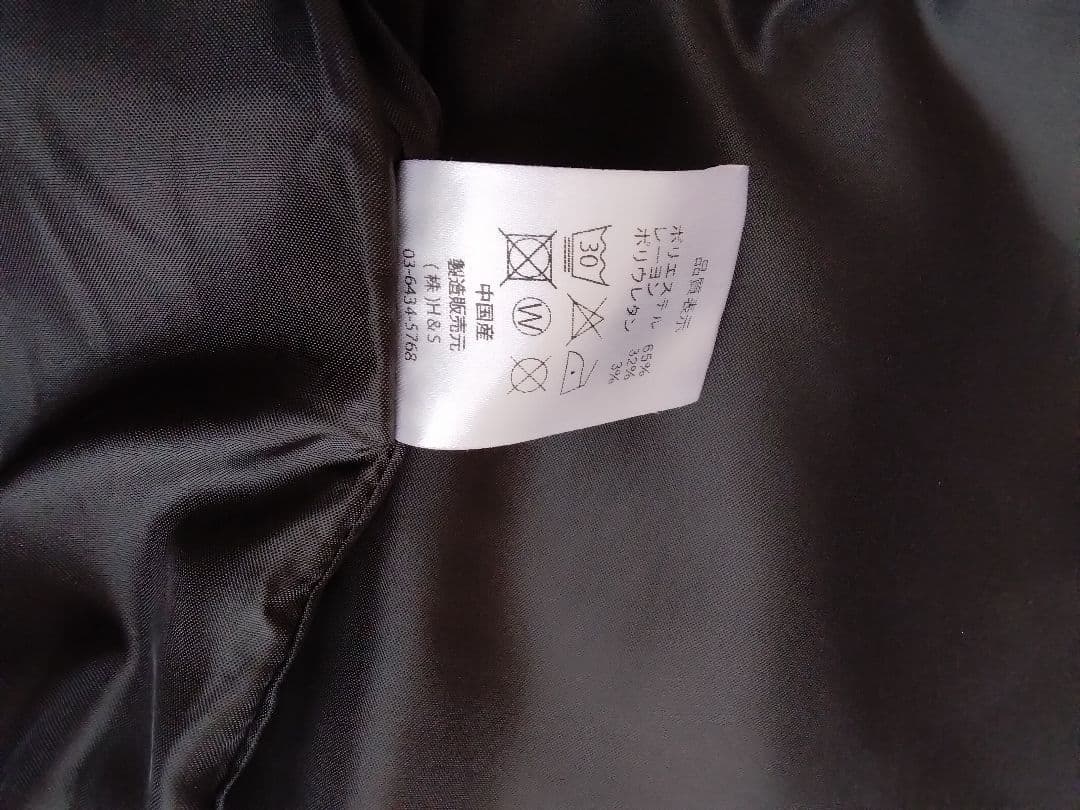 品質表示
ポリエステル 65%
レーヨン 32%
ポリウレタン 3%
30
W
中国産
製造販売元
(株)H&S
03-6434-5768